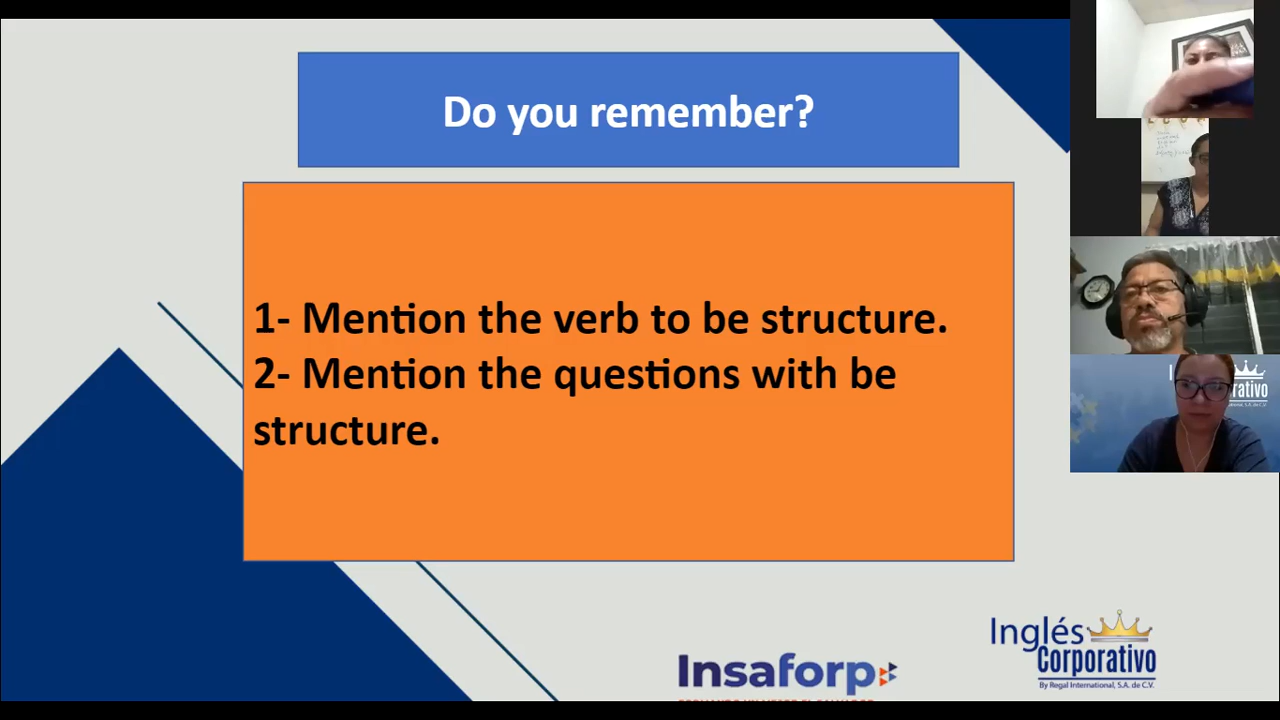 Do you remember?
1- Mention the verb to be structure.
2- Mention the questions with be
structure.
Insaforp
Inglés
Corporativo
By Regal International, S.A. de C.V.
rativo